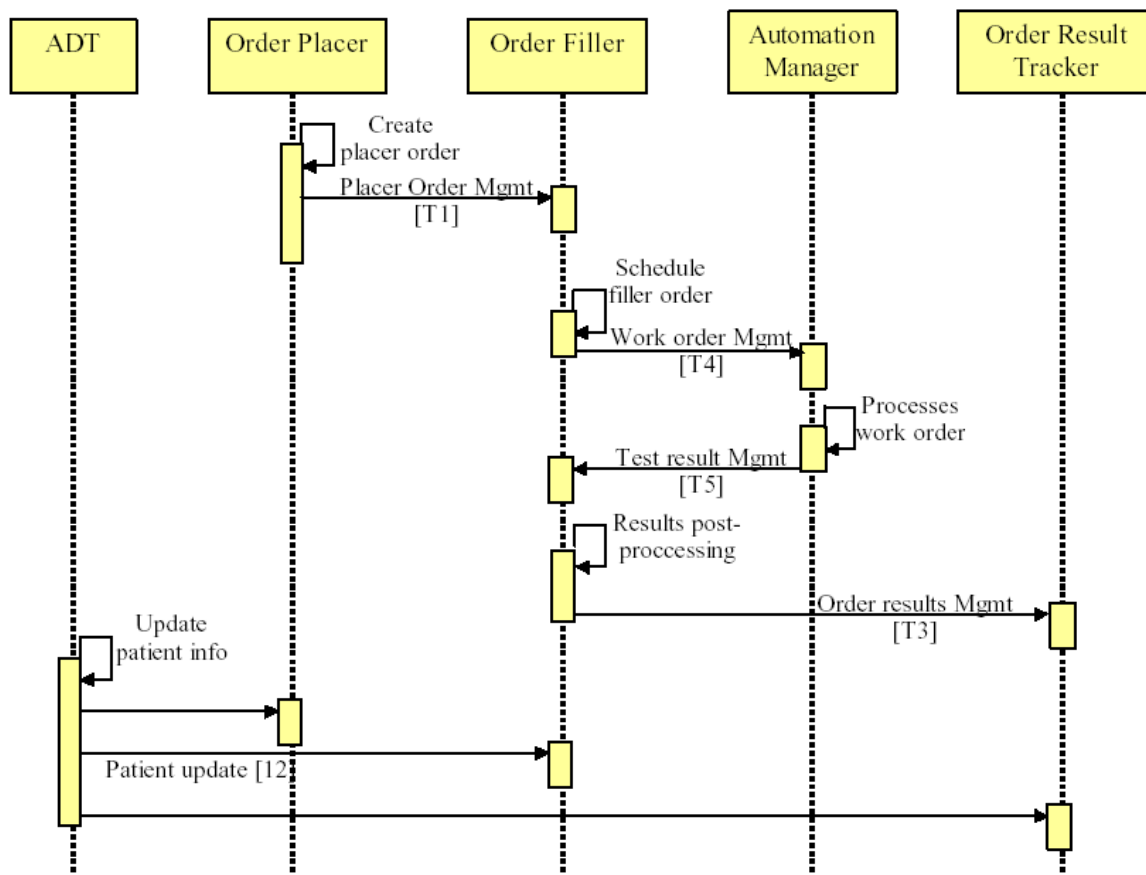 ADT
Order Placer
Order Filler
Automation
Manager
Order Result
Tracker
Create
placer order
Placer Order Mgmt
[T1]
Schedule
filler order
Work order Mgmt
[T4]
Processes
work order
Test result Mgmt
[T5]
Results post-
proccessing
Order results Mgmt
[T3]
Update
patient info
Patient update [12]